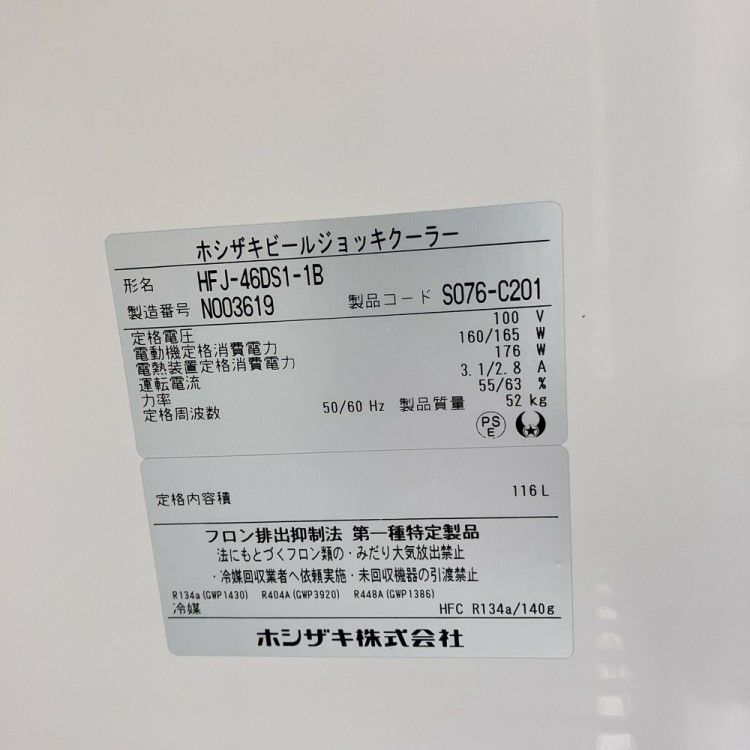 ホシザキビールジョッキクーラー
形名 HFJ-46DS1-1B
製造番号 N003619 製品コード S076-C201
定格電圧 100 V
電動機定格消費電力 160/165 W
電熱装置定格消費電力 176 W
運転電流 3.1/2.8 A
力率 55/63 %
定格周波数 50/60 Hz 製品質量 52 kg
PS
E
定格内容積 116 L
フロン排出抑制法 第一種特定製品
法にもとづくフロン類の・みだり大気放出禁止
・冷媒回収業者へ依頼実施・未回収機器の引渡禁止
R134a(GWP1430) R404A(GWP3920) R448A(GWP1386)
冷媒 HFC R134a/140g
ホシザキ株式会社